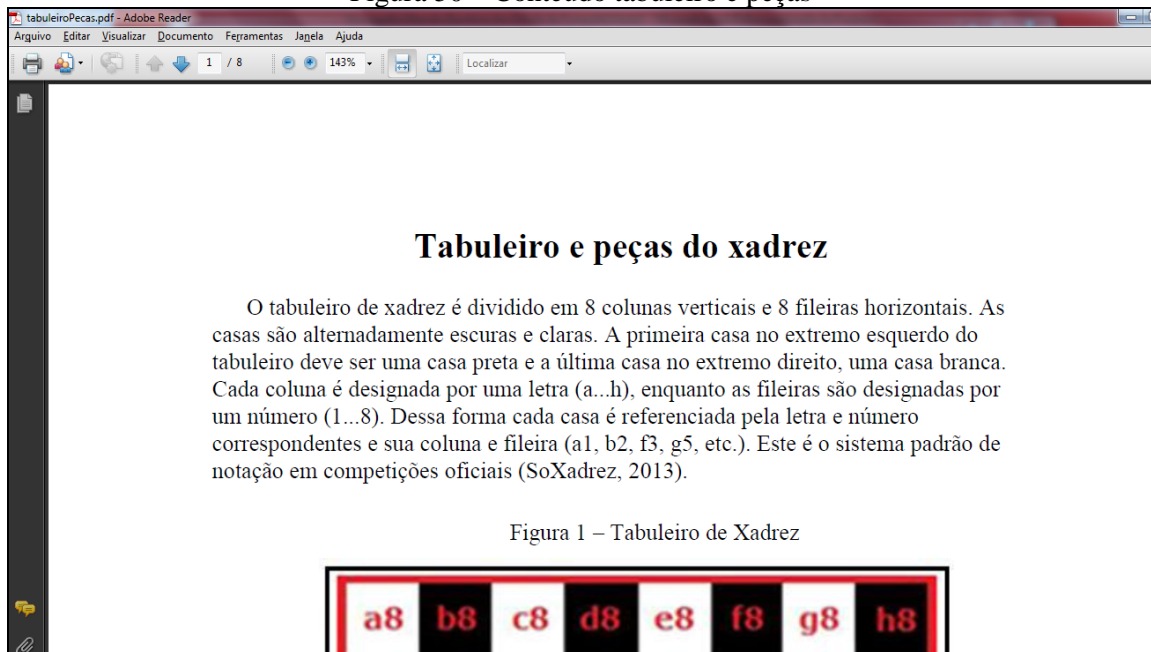 tabuleiroPecas.pdf - Adobe Reader
Arquivo Editar Visualizar Documento Ferramentas Janela Ajuda
1 / 8 143% Localizar
Tabuleiro e peças do xadrez
O tabuleiro de xadrez é dividido em 8 colunas verticais e 8 fileiras horizontais. As
casas são alternadamente escuras e claras. A primeira casa no extremo esquerdo do
tabuleiro deve ser uma casa preta e a última casa no extremo direito, uma casa branca.
Cada coluna é designada por uma letra (a...h), enquanto as fileiras são designadas por
um número (1...8). Dessa forma cada casa é referenciada pela letra e número
correspondentes e sua coluna e fileira (a1, b2, f3, g5, etc.). Este é o sistema padrão de
notação em competições oficiais (SoXadrez, 2013).
Figura 1 – Tabuleiro de Xadrez
a8 b8 c8 d8 e8 f8 g8 h8